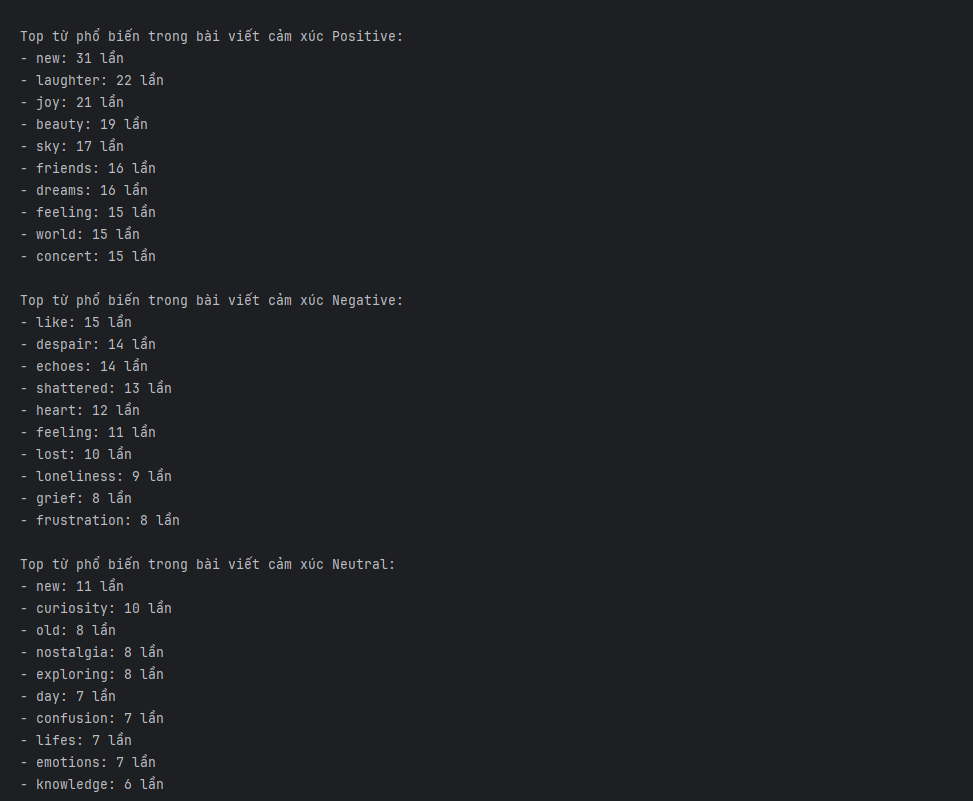 Top từ phổ biến trong bài viết cảm xúc Positive:
- new: 31 lần
- laughter: 22 lần
- joy: 21 lần
- beauty: 19 lần
- sky: 17 lần
- friends: 16 lần
- dreams: 16 lần
- feeling: 15 lần
- world: 15 lần
- concert: 15 lần
Top từ phổ biến trong bài viết cảm xúc Negative:
- like: 15 lần
- despair: 14 lần
- echoes: 14 lần
- shattered: 13 lần
- heart: 12 lần
- feeling: 11 lần
- lost: 10 lần
- loneliness: 9 lần
- grief: 8 lần
- frustration: 8 lần
Top từ phổ biến trong bài viết cảm xúc Neutral:
- new: 11 lần
- curiosity: 10 lần
- old: 8 lần
- nostalgia: 8 lần
- exploring: 8 lần
- day: 7 lần
- confusion: 7 lần
- lifes: 7 lần
- emotions: 7 lần
- knowledge: 6 lần